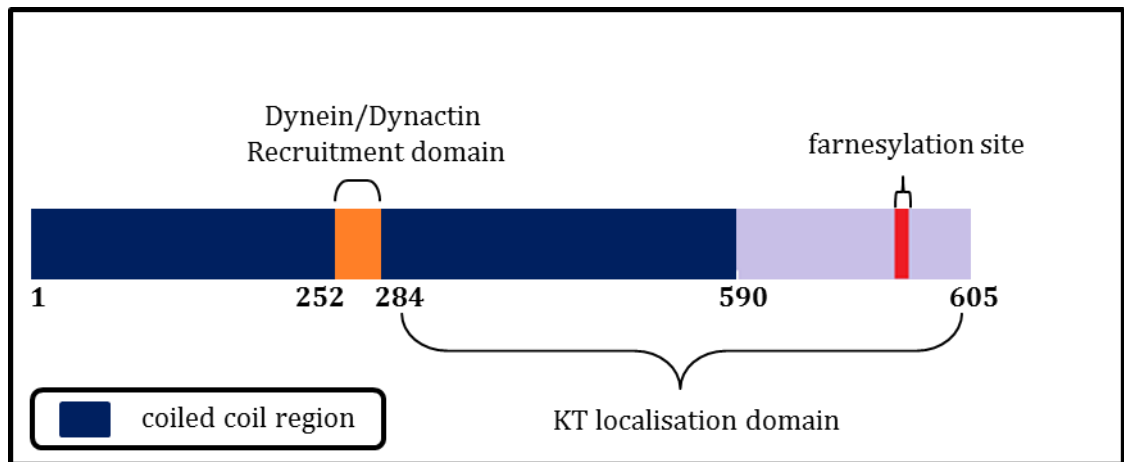 Dynein/Dynactin
Recruitment domain
farnesylation site
1
252
284
590
605
KT localisation domain
coiled coil region